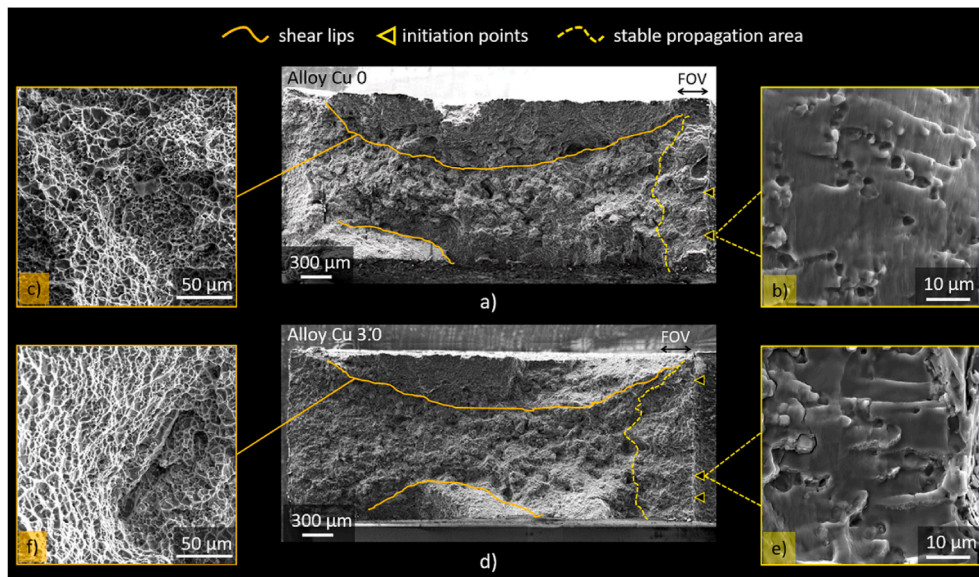 shear lips
initiation points
stable propagation area
Alloy Cu 0
FOV
c)
50 µm
300 µm
a)
b)
10 µm
Alloy Cu 3.0
FOV
f)
50 µm
300 µm
d)
e)
10 µm